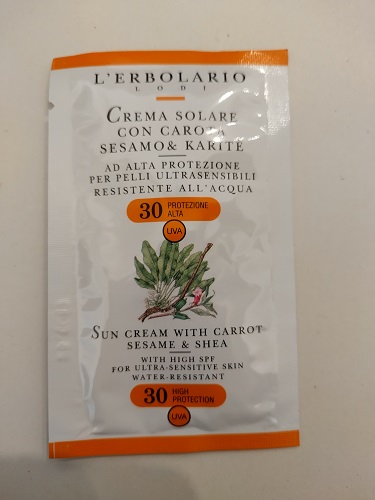 L'ERBOLARIO
LODI
CREMA SOLARE
CON CAROTA
SESAMO & KARITÉ
AD ALTA PROTEZIONE
PER PELLI ULTRASENSIBILI
RESISTENTE ALL'ACQUA
30 PROTEZIONE
ALTA
UVA
SUN CREAM WITH CARROT
SESAME & SHEA
WITH HIGH SPF
FOR ULTRA-SENSITIVE SKIN
WATER-RESISTANT
30 HIGH
PROTECTION
UVA